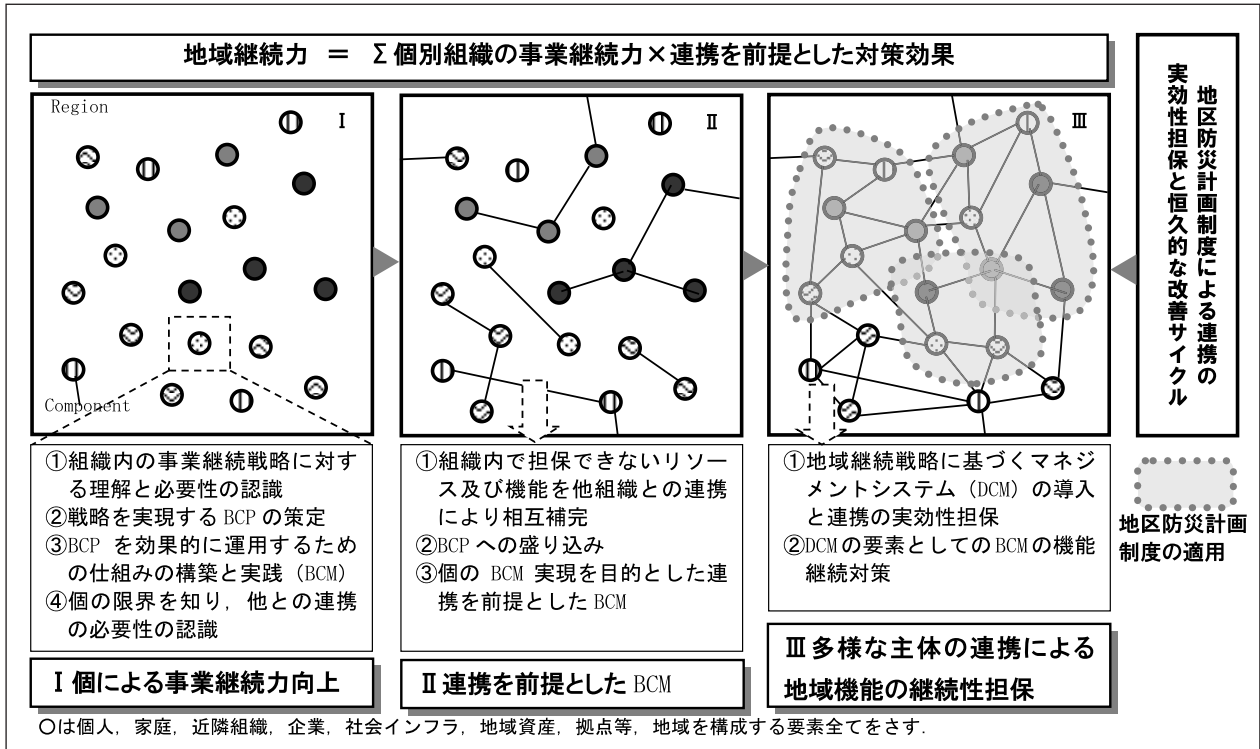 地域継続力 ＝ Σ個別組織の事業継続力×連携を前提とした対策効果
Region
Ⅰ
Component
①組織内の事業継続戦略に対す
る理解と必要性の認識
②戦略を実現する BCP の策定
③BCP を効果的に運用するため
の仕組みの構築と実践（BCM）
④個の限界を知り，他との連携
の必要性の認識
Ⅰ個による事業継続力向上
Ⅱ
①組織内で担保できないリソー
ス及び機能を他組織との連携
により相互補完
②BCP への盛り込み
③個の BCM 実現を目的とした連
携を前提とした BCM
Ⅱ連携を前提とした BCM
Ⅲ
①地域継続戦略に基づくマネジ
メントシステム（DCM）の導入
と連携の実効性担保
②DCM の要素としての BCM の機能
継続対策
Ⅲ多様な主体の連携による
地域機能の継続性担保
地区防災計画制度による連携の
実効性担保と恒久的な改善サイクル
地区防災計画
制度の適用
〇は個人，家庭，近隣組織，企業，社会インフラ，地域資産，拠点等，地域を構成する要素全てをさす．